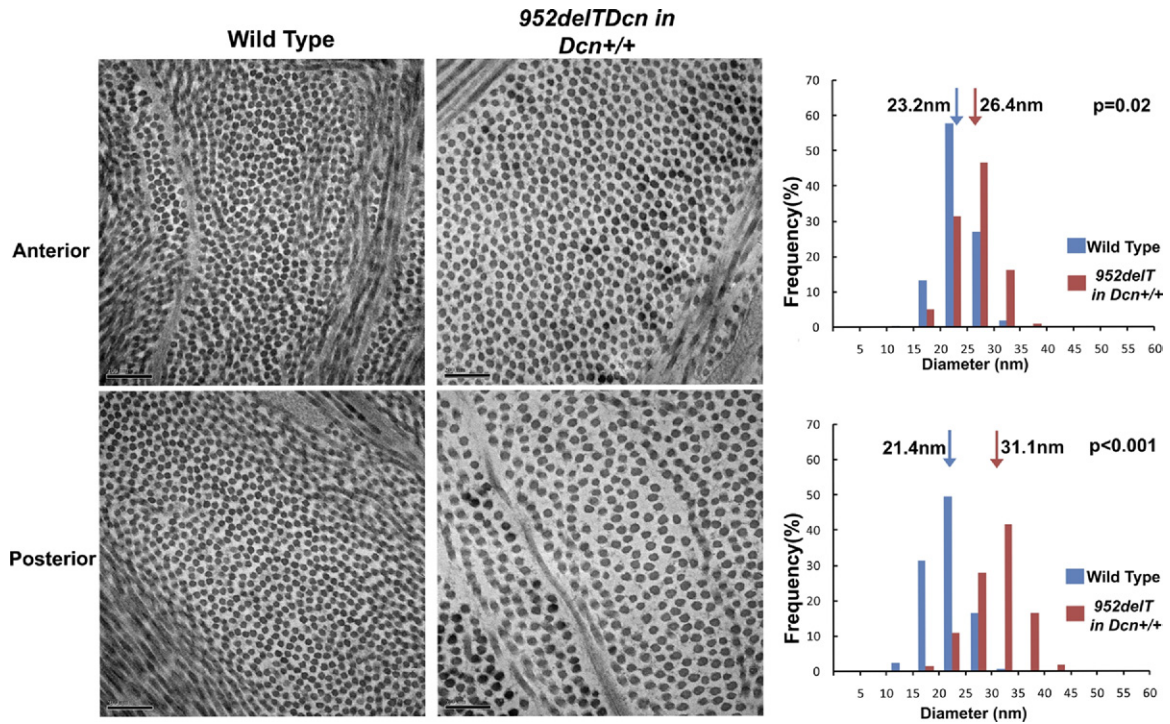 Wild Type
952delTDcn in
Dcn+/+
Anterior
Posterior
70
60
50
40
30
20
10
0
Frequency(%)
23.2nm
26.4nm
p=0.02
Wild Type
952delT
in Dcn+/+
5 10 15 20 25 30 35 40 45 50 55 60
Diameter (nm)
70
60
50
40
30
20
10
0
Frequency(%)
21.4nm
31.1nm
p<0.001
Wild Type
952delT
in Dcn+/+
5 10 15 20 25 30 35 40 45 50 55 60
Diameter (nm)